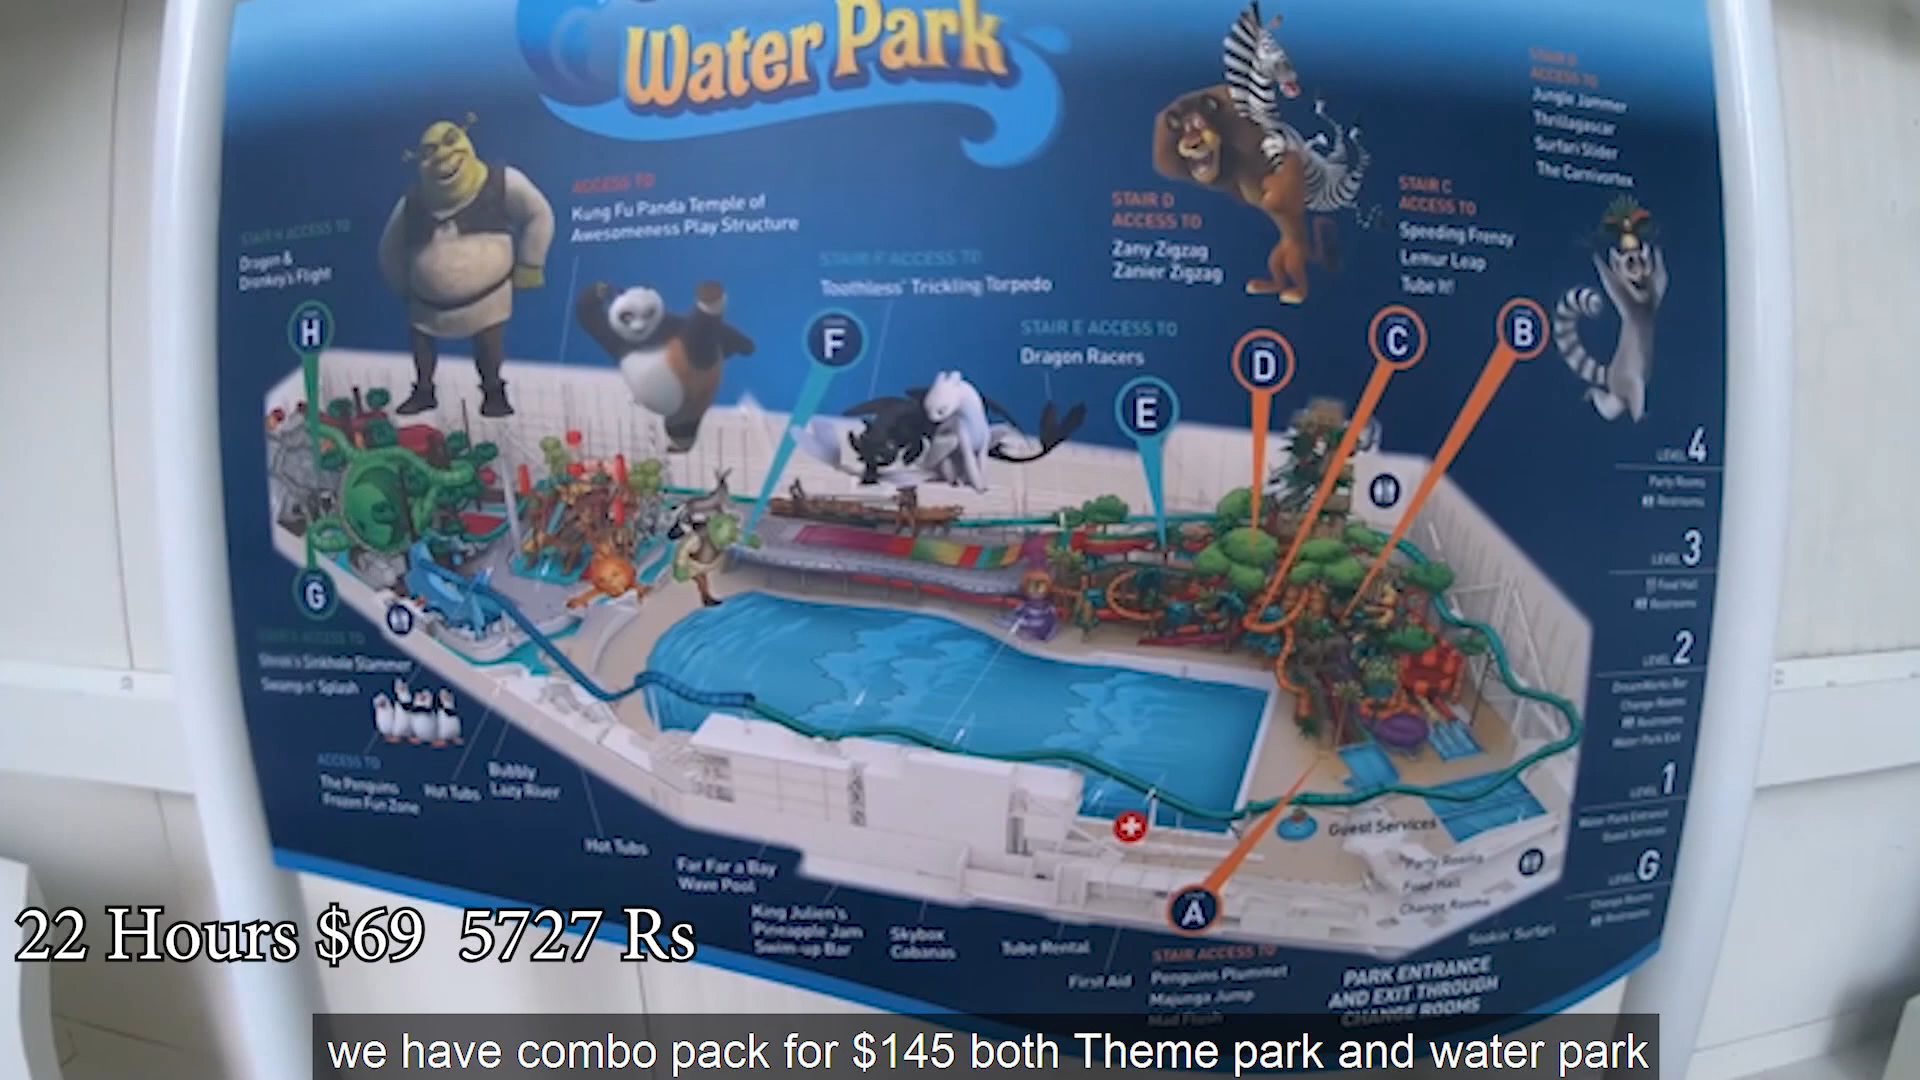 Water Park
STAIR H ACCESS TO
Dragon &
Donkey's Flight
H
ACCESS TO
Kung Fu Panda Temple of
Awesomeness Play Structure
STAIR F ACCESS TO
Toothless' Trickling Torpedo
F
STAIR E ACCESS TO
Dragon Racers
E
STAIR D
ACCESS TO
Zany Zigzag
Zanier Zigzag
D
STAIR C
ACCESS TO
Speeding Frenzy
Lemur Leap
Tube It!
C
STAIR B
ACCESS TO
Jungle Jammer
Thrillagascar
Surfari Slider
The Carnivortex
B
LEVEL 4
Party Rooms
Restrooms
LEVEL 3
Food Hall
Restrooms
LEVEL 2
DreamWorks Bar
Change Rooms
Restrooms
Water Park Exit
LEVEL 1
Water Park Entrance
Guest Services
LEVEL G
Change Rooms
Restrooms
G
Shrek's Sinkhole Slammer
Swamp n' Splash
ACCESS TO
The Penguins
Frozen Fun Zone
Hot Tubs
Bubbly
Lazy River
Hot Tubs
Far Far a Bay
Wave Pool
King Julien's
Pineapple Jam
Swim-up Bar
Skybox
Cabanas
Tube Rental
First Aid
A
STAIR ACCESS TO
Penguins Plummet
Majunga Jump
Mad Flush
Guest Services
Party Rooms
Food Hall
Change Rooms
Soakin' Surfari
PARK ENTRANCE
AND EXIT THROUGH
CHANGE ROOMS
22 Hours $69 5727 Rs
we have combo pack for $145 both Theme park and water park